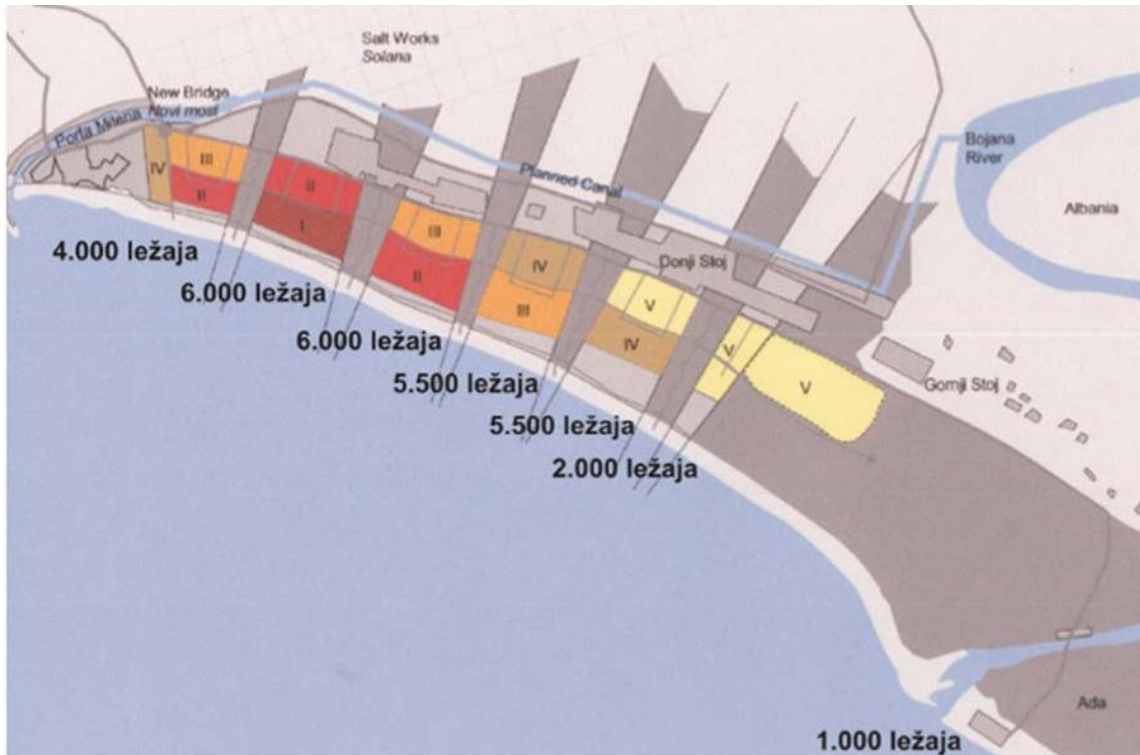 Salt Works
Solana
New Bridge
Novi most
Porta Milena
Bojana
River
Planned Canal
Albania
IV
III
II
II
I
III
II
IV
III
V
IV
V
V
Donji Stoj
Gornji Stoj
4.000 ležaja
6.000 ležaja
6.000 ležaja
5.500 ležaja
5.500 ležaja
2.000 ležaja
Ada
1.000 ležaja